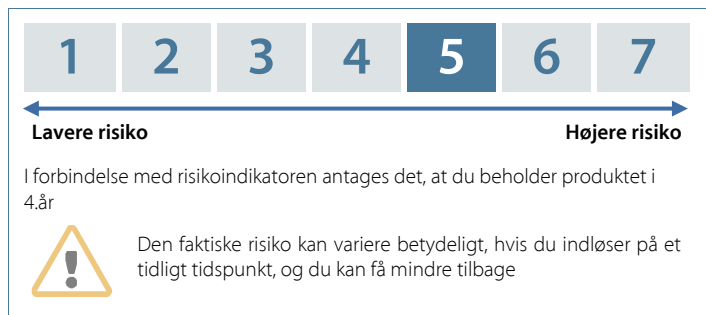 1 2 3 4 5 6 7
Lavere risiko Højere risiko
I forbindelse med risikoindikatoren antages det, at du beholder produktet i
4.år
Den faktiske risiko kan variere betydeligt, hvis du indløser på et
tidligt tidspunkt, og du kan få mindre tilbage